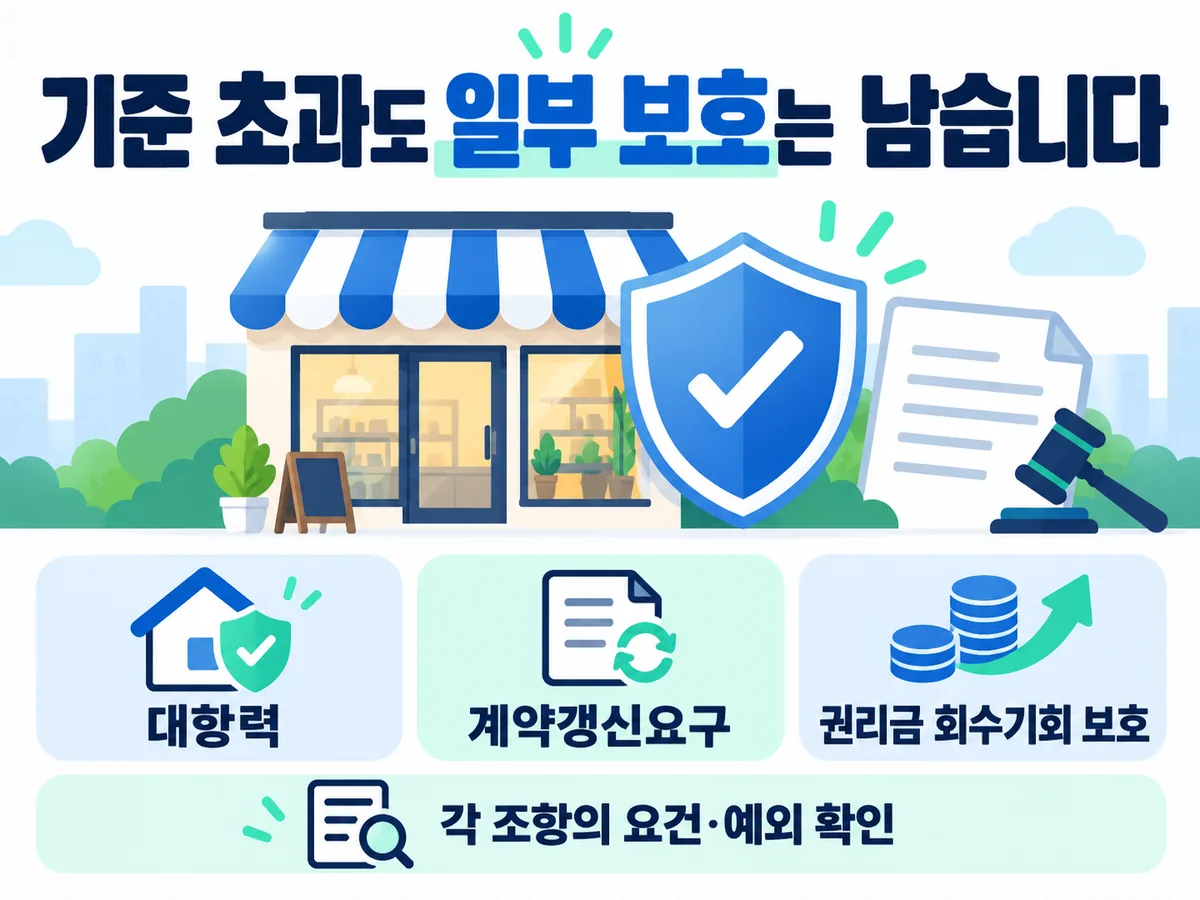 기준 초과도 일부 보호는 남습니다
대항력
계약갱신요구
권리금 회수기회 보호
각 조항의 요건·예외 확인